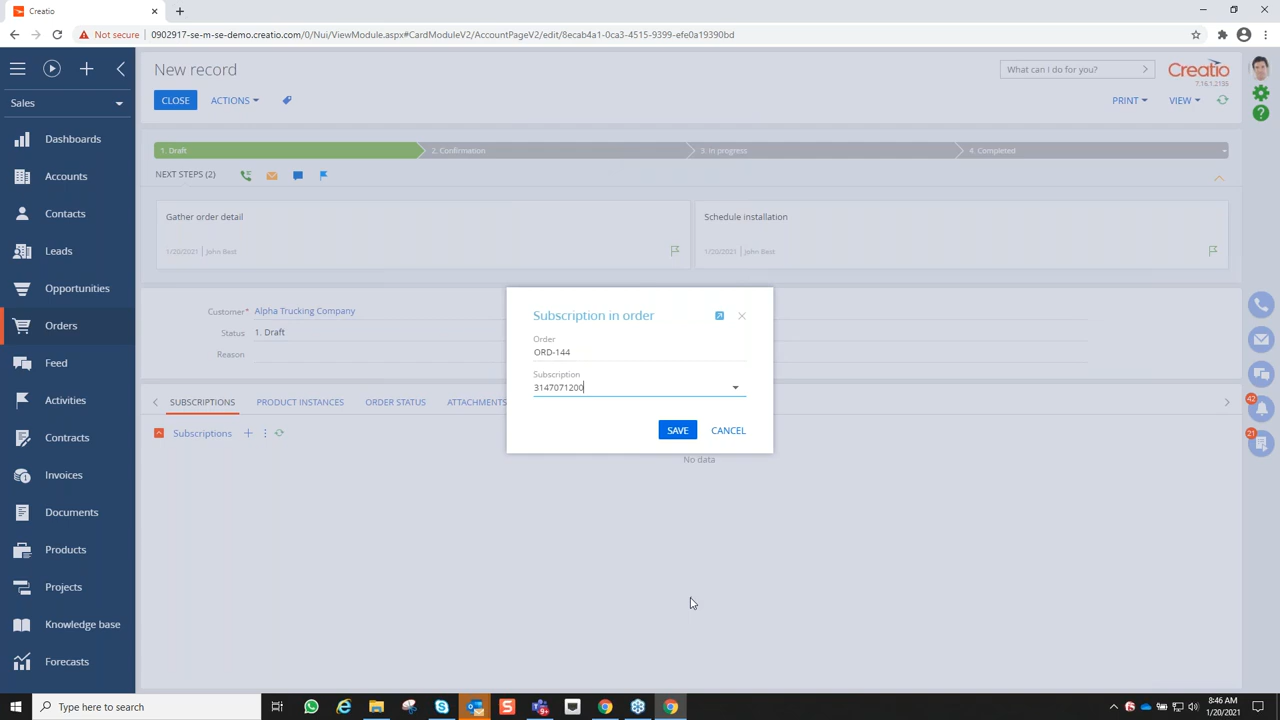 Creatio
Not secure 0902917-se-m-se-demo.creatio.com/0/Nui/ViewModule.aspx#CardModuleV2/AccountPageV2/edit/8ecab4a1-0ca3-4515-9399-efe0a19390bd
New record
What can I do for you?
Creatio
7.16.1.2135
Sales
CLOSE ACTIONS
PRINT VIEW
Dashboards
Accounts
Contacts
Leads
Opportunities
Orders
Feed
Activities
Contracts
Invoices
Documents
Products
Projects
Knowledge base
Forecasts
1. Draft 2. Confirmation 3. In progress 4. Completed
NEXT STEPS (2)
Gather order detail
1/20/2021 John Best
Schedule installation
1/20/2021 John Best
Customer* Alpha Trucking Company
Status 1. Draft
Reason
SUBSCRIPTIONS PRODUCT INSTANCES ORDER STATUS ATTACHMENTS
Subscriptions
No data
Subscription in order
Order
ORD-144
Subscription
3147071200
SAVE CANCEL
42
21
Type here to search
8:46 AM
1/20/2021